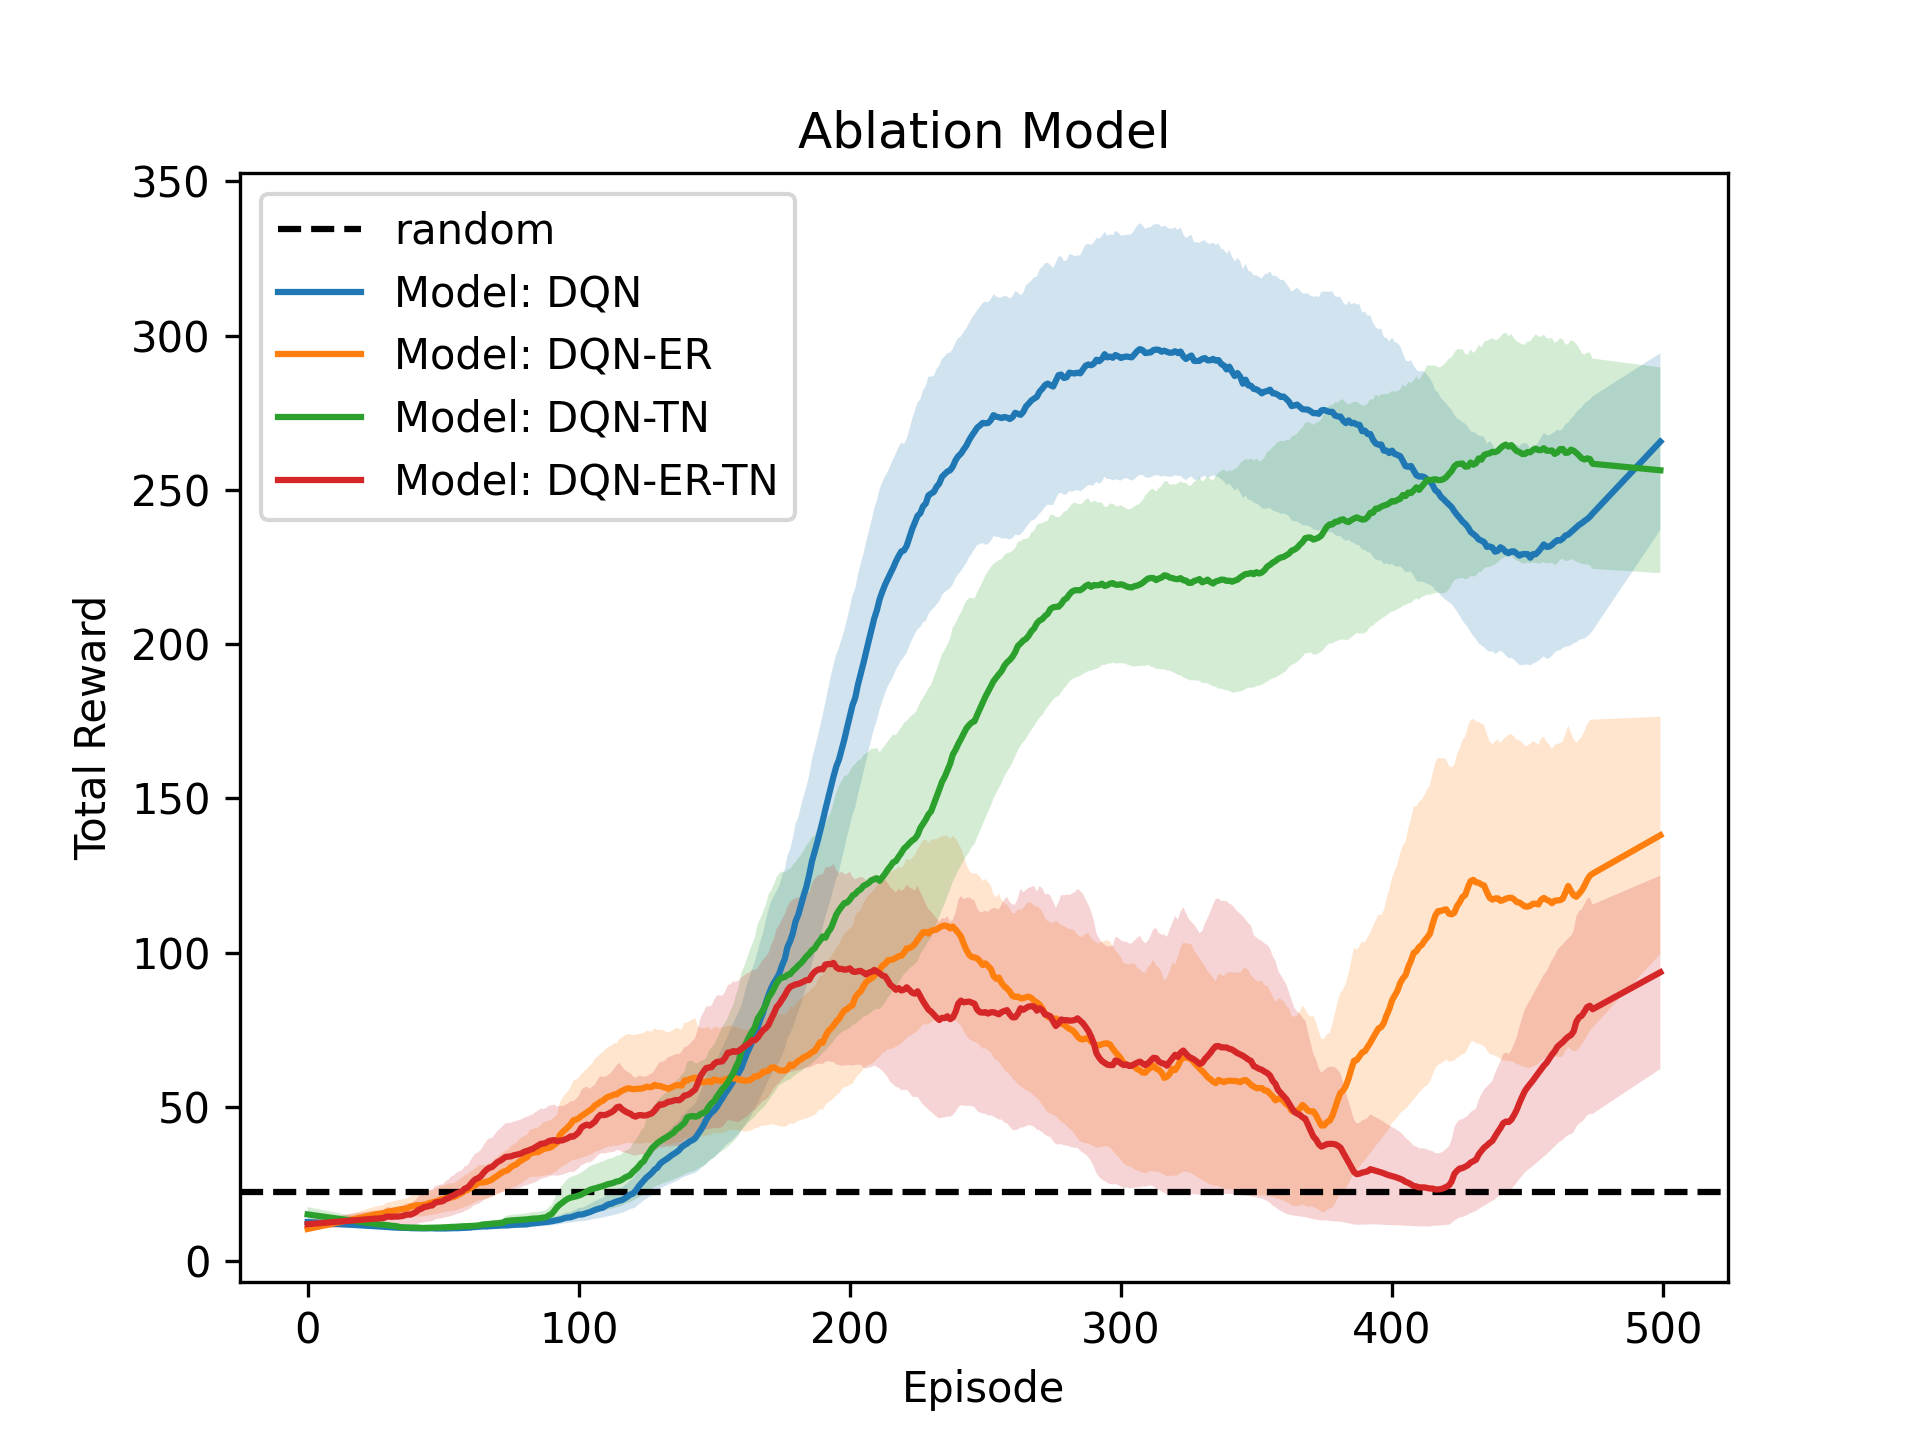 Ablation Model
350
300
250
200
150
100
50
0
Total Reward
random
Model: DQN
Model: DQN-ER
Model: DQN-TN
Model: DQN-ER-TN
0 100 200 300 400 500
Episode